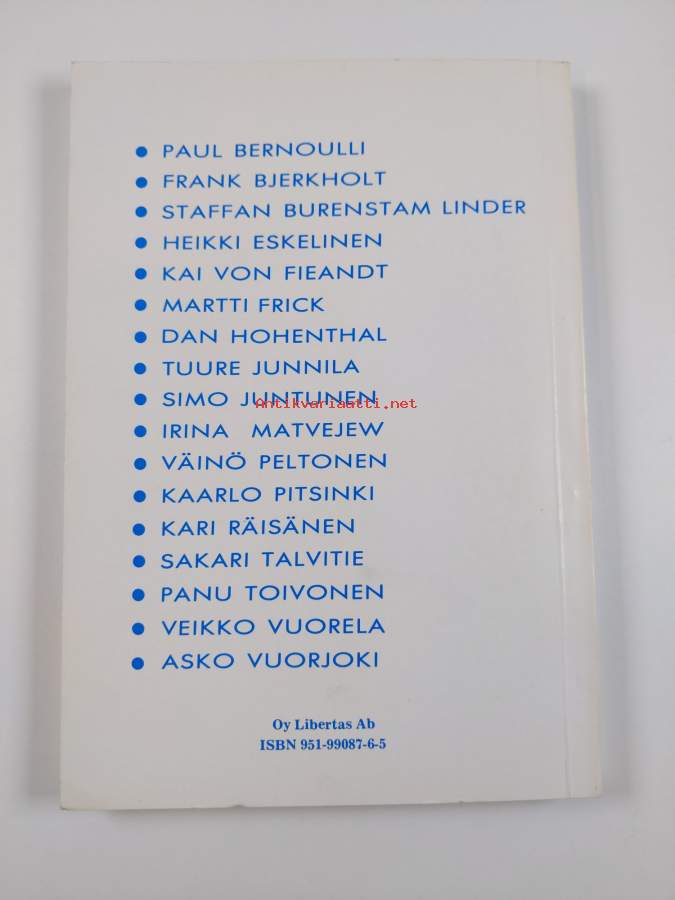 • PAUL BERNOULLI
• FRANK BJERKHOLT
• STAFFAN BURENSTAM LINDER
• HEIKKI ESKELINEN
• KAI VON FIEANDT
• MARTTI FRICK
• DAN HOHENTHAL
• TUURE JUNNILA
• SIMO JUNTUNEN
Antikvariaatti.net
• IRINA MATVEJEW
• VÄINÖ PELTONEN
• KAARLO PITSINKI
• KARI RÄISÄNEN
• SAKARI TALVITIE
• PANU TOIVONEN
• VEIKKO VUORELA
• ASKO VUORJOKI
Oy Libertas Ab
ISBN 951-99087-6-5